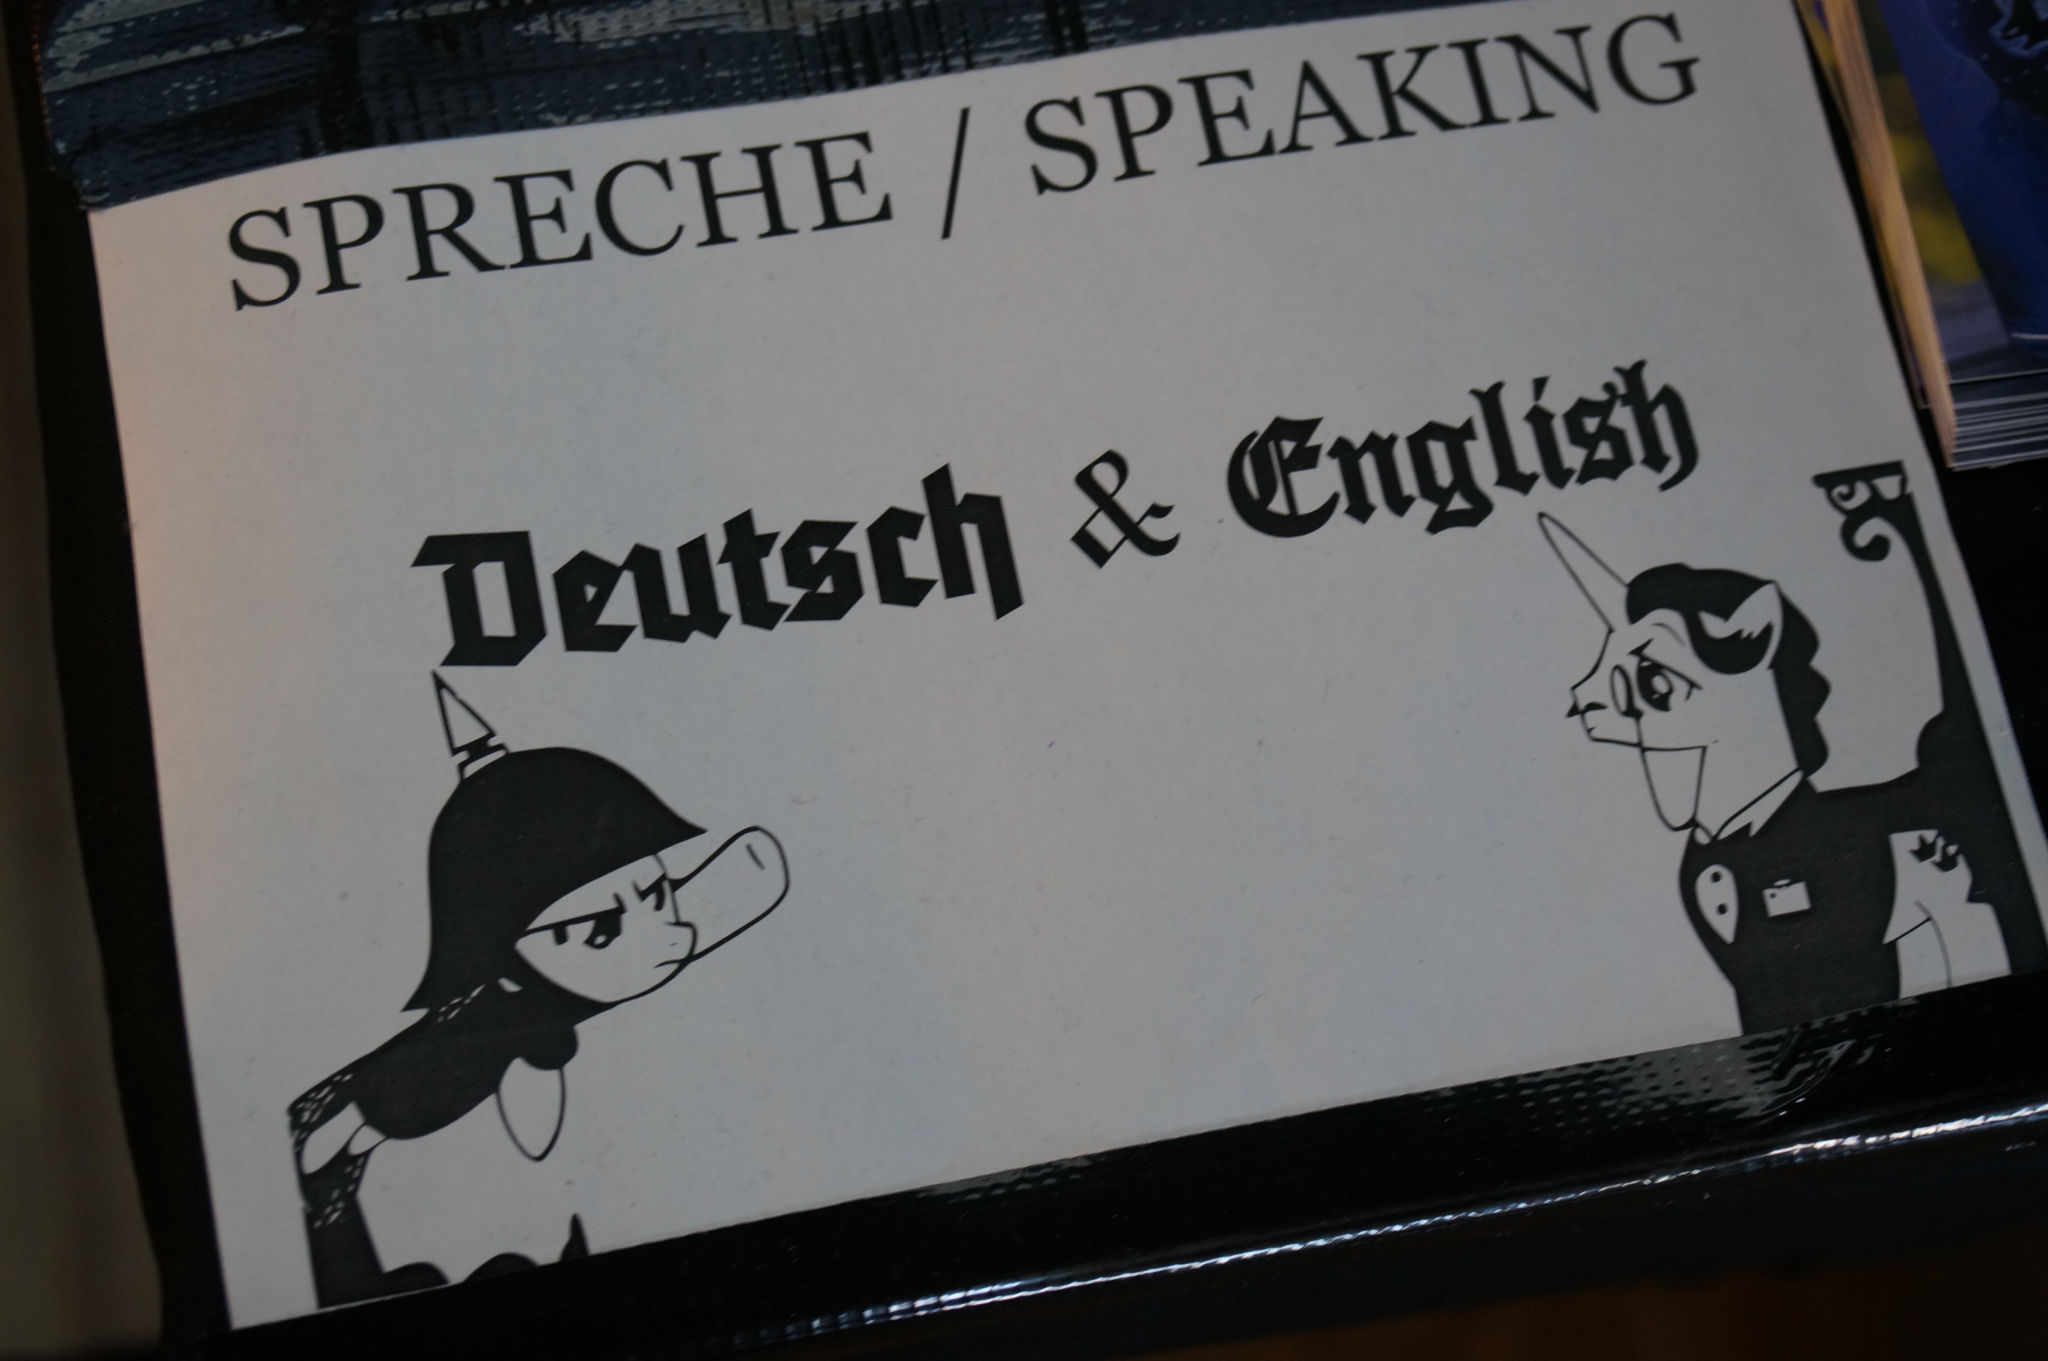 SPRECHE / SPEAKING
Deutsch & English